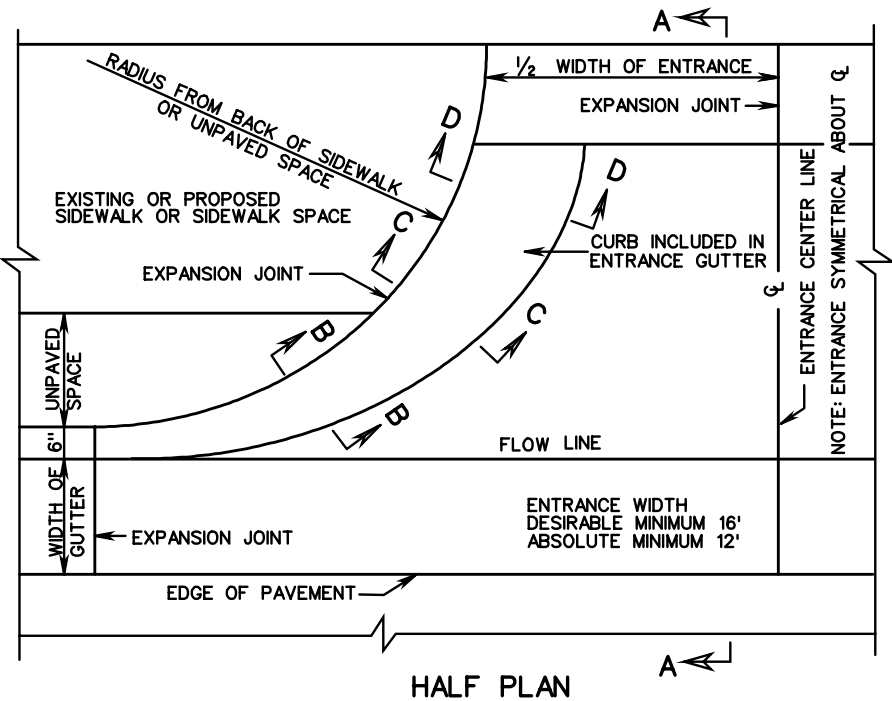 A
RADIUS FROM BACK OF SIDEWALK
OR UNPAVED SPACE
1/2 WIDTH OF ENTRANCE
EXPANSION JOINT
D
EXISTING OR PROPOSED
SIDEWALK OR SIDEWALK SPACE
D
C
CURB INCLUDED IN
ENTRANCE GUTTER
EXPANSION JOINT
℄
ENTRANCE CENTER LINE
NOTE: ENTRANCE SYMMETRICAL ABOUT ℄
C
B
UNPAVED
SPACE
B
6"
FLOW LINE
WIDTH OF
GUTTER
EXPANSION JOINT
ENTRANCE WIDTH
DESIRABLE MINIMUM 16'
ABSOLUTE MINIMUM 12'
EDGE OF PAVEMENT
A
HALF PLAN